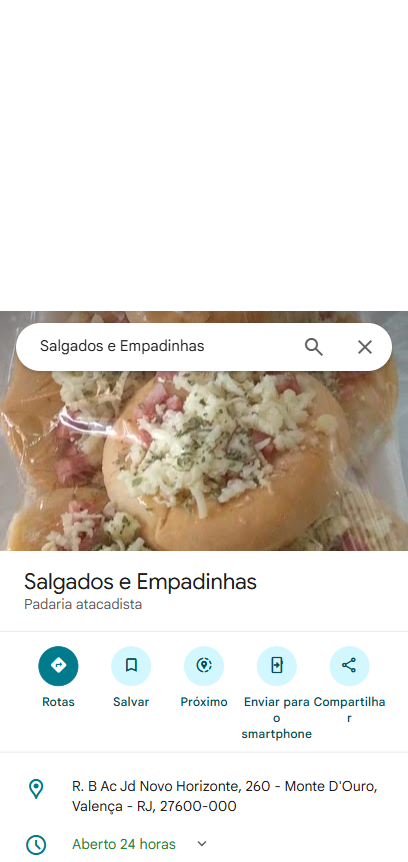 Salgados e Empadinhas
Salgados e Empadinhas
Padaria atacadista
Rotas
Salvar
Próximo
Enviar para
o
smartphone
Compartilha
r
R. B Ac Jd Novo Horizonte, 260 - Monte D'Ouro,
Valença - RJ, 27600-000
Aberto 24 horas